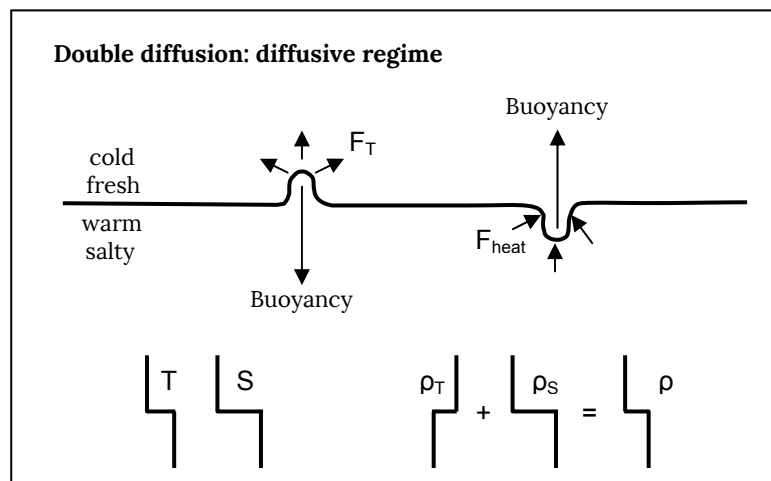 Double diffusion: diffusive regime
Buoyancy
F_T
cold
fresh
warm
salty
F_heat
Buoyancy
T S ρ_T + ρ_S = ρ